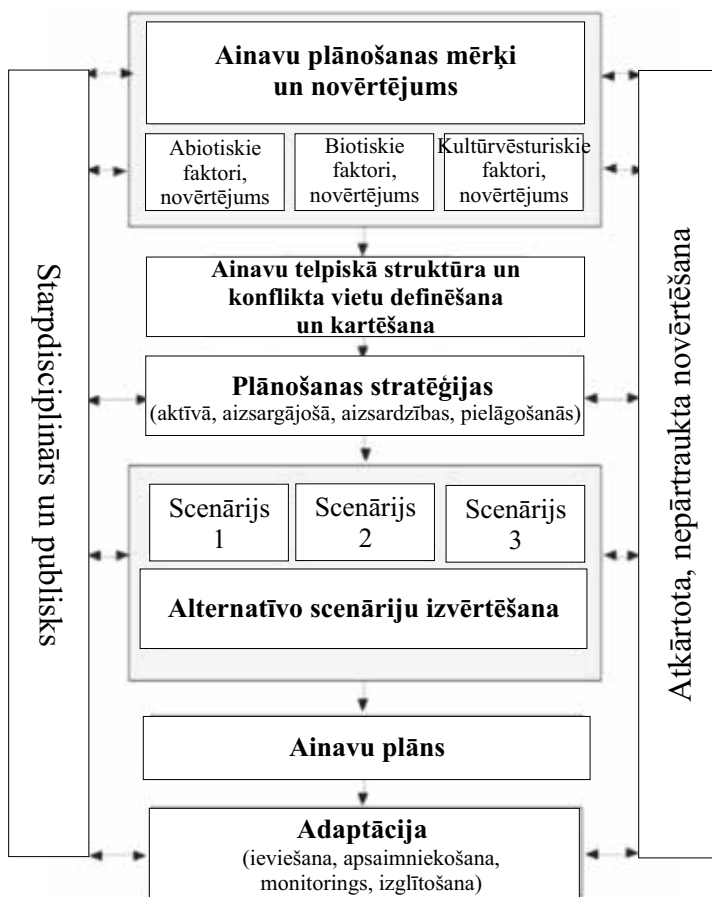 Ainavu plānošanas mērķi
un novērtējums
Abiotiskie
faktori,
novērtējums
Biotiskie
faktori,
novērtējums
Kultūrvēsturiskie
faktori,
novērtējums
Ainavu telpiskā struktūra un
konflikta vietu definēšana
un kartēšana
Plānošanas stratēģijas
(aktīvā, aizsargājošā, aizsardzības, pielāgošanās)
Scenārijs
1
Scenārijs
2
Scenārijs
3
Alternatīvo scenāriju izvērtēšana
Ainavu plāns
Adaptācija
(ieviešana, apsaimniekošana,
monitorings, izglītošana)
Starpdisciplinārs un publisks
Atkārtota, nepārtraukta novērtēšana